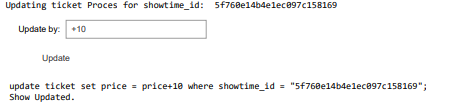 Updating ticket Proces for showtime_id: 5f760e14b4e1ec097c158169
Update by: +10
Update
update ticket set price = price+10 where showtime_id = "5f760e14b4e1ec097c158169";
Show Updated.